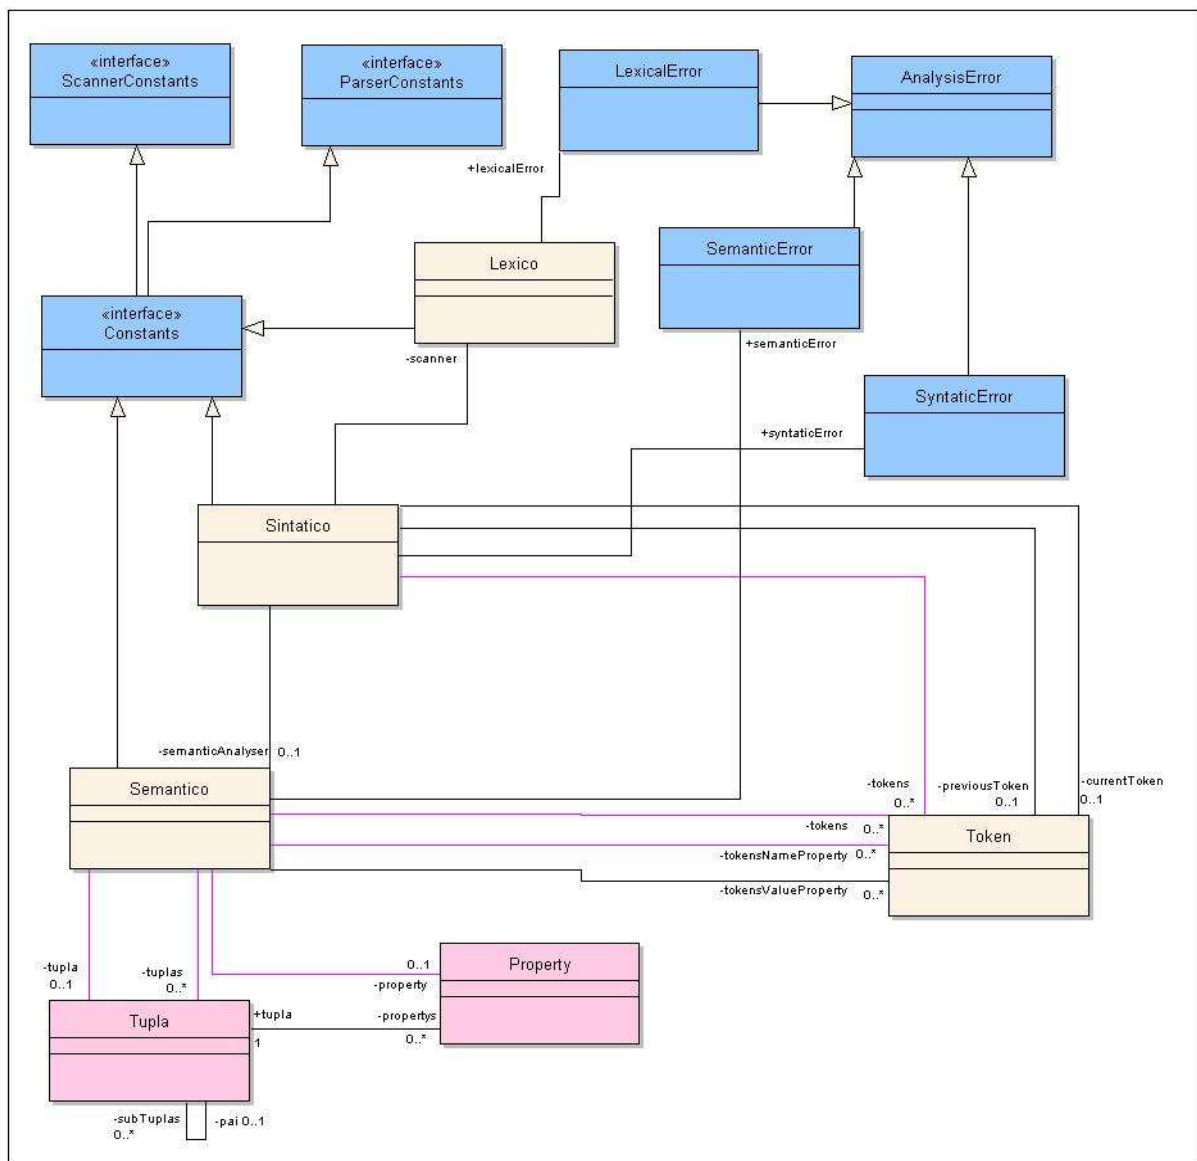 «interface»
ScannerConstants
«interface»
ParserConstants
LexicalError
AnalysisError
+lexicalError
Lexico
SemanticError
«interface»
Constants
-scanner
+semanticError
SyntaticError
+syntaticError
Sintatico
-semanticAnalyser 0..1
Semantico
-tokens
0..*
-previousToken
0..1
-currentToken
0..1
-tokens 0..*
Token
-tokensNameProperty 0..*
-tokensValueProperty 0..*
-tupla
0..1
-tuplas
0..*
0..1
-property
Property
Tupla
+tupla
1
-propertys
0..*
-subTuplas
0..*
-pai 0..1